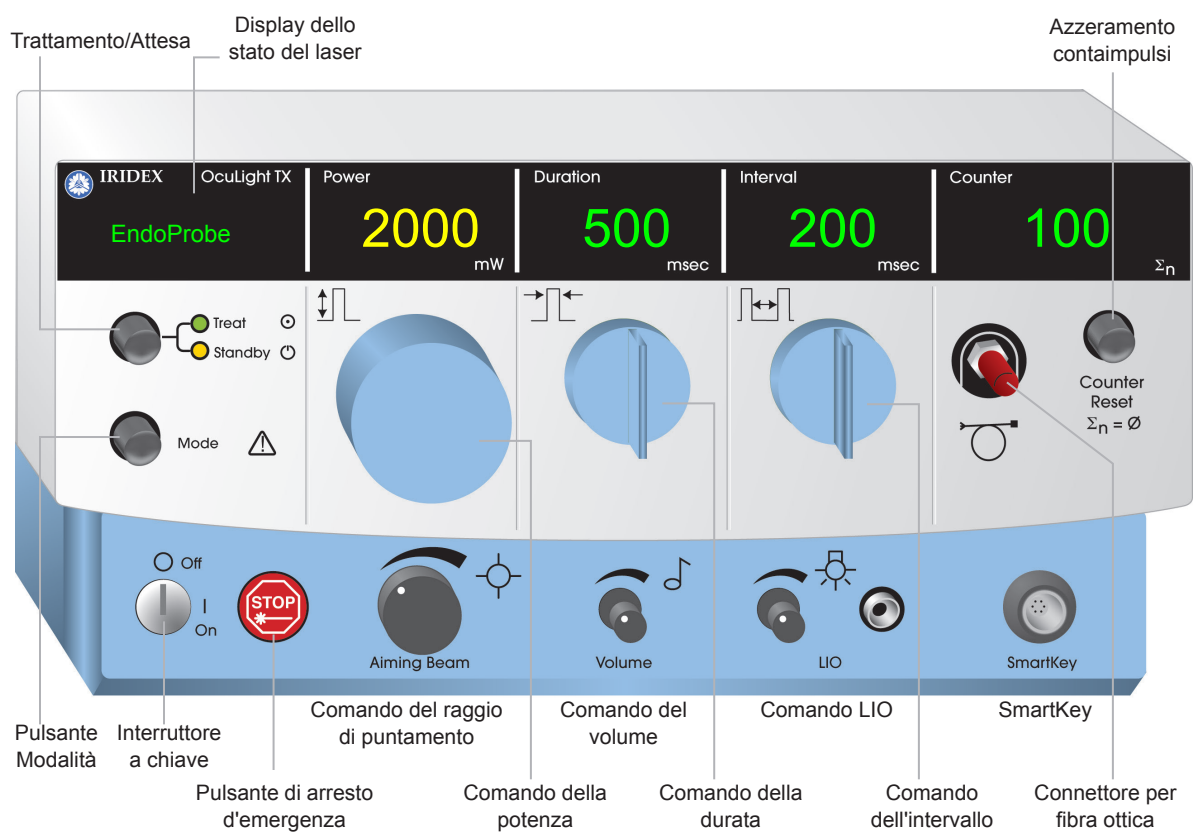 Trattamento/Attesa
Display dello
stato del laser
Azzeramento
contaimpulsi
IRIDEX OcuLight TX
EndoProbe
Power
2000
mW
Duration
500
msec
Interval
200
msec
Counter
100
Σn
Treat
Standby
Mode
Counter
Reset
Σn = Ø
Off
I
On
STOP
Aiming Beam
Volume
LIO
SmartKey
Comando del raggio
di puntamento
Comando del
volume
Comando LIO
SmartKey
Pulsante
Modalità
Interruttore
a chiave
Pulsante di arresto
d'emergenza
Comando della
potenza
Comando della
durata
Comando
dell'intervallo
Connettore per
fibra ottica